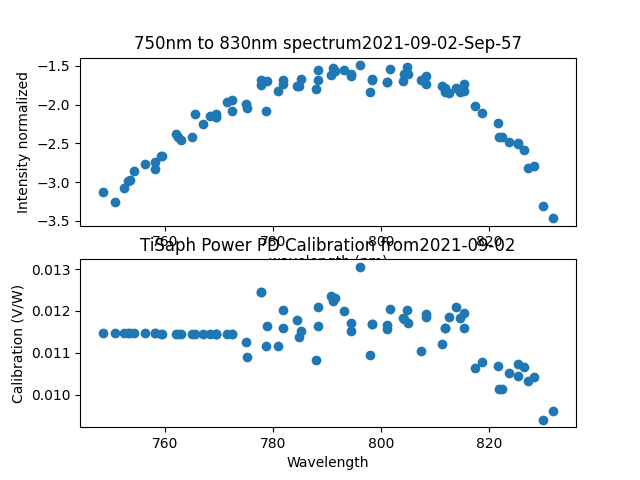 750nm to 830nm spectrum2021-09-02-Sep-57
Intensity normalized
−1.5
−2.0
−2.5
−3.0
−3.5
760 780 800 820
wavelength (nm)
TiSaph Power PD Calibration from2021-09-02
Calibration (V/W)
0.013
0.012
0.011
0.010
760 780 800 820
Wavelength